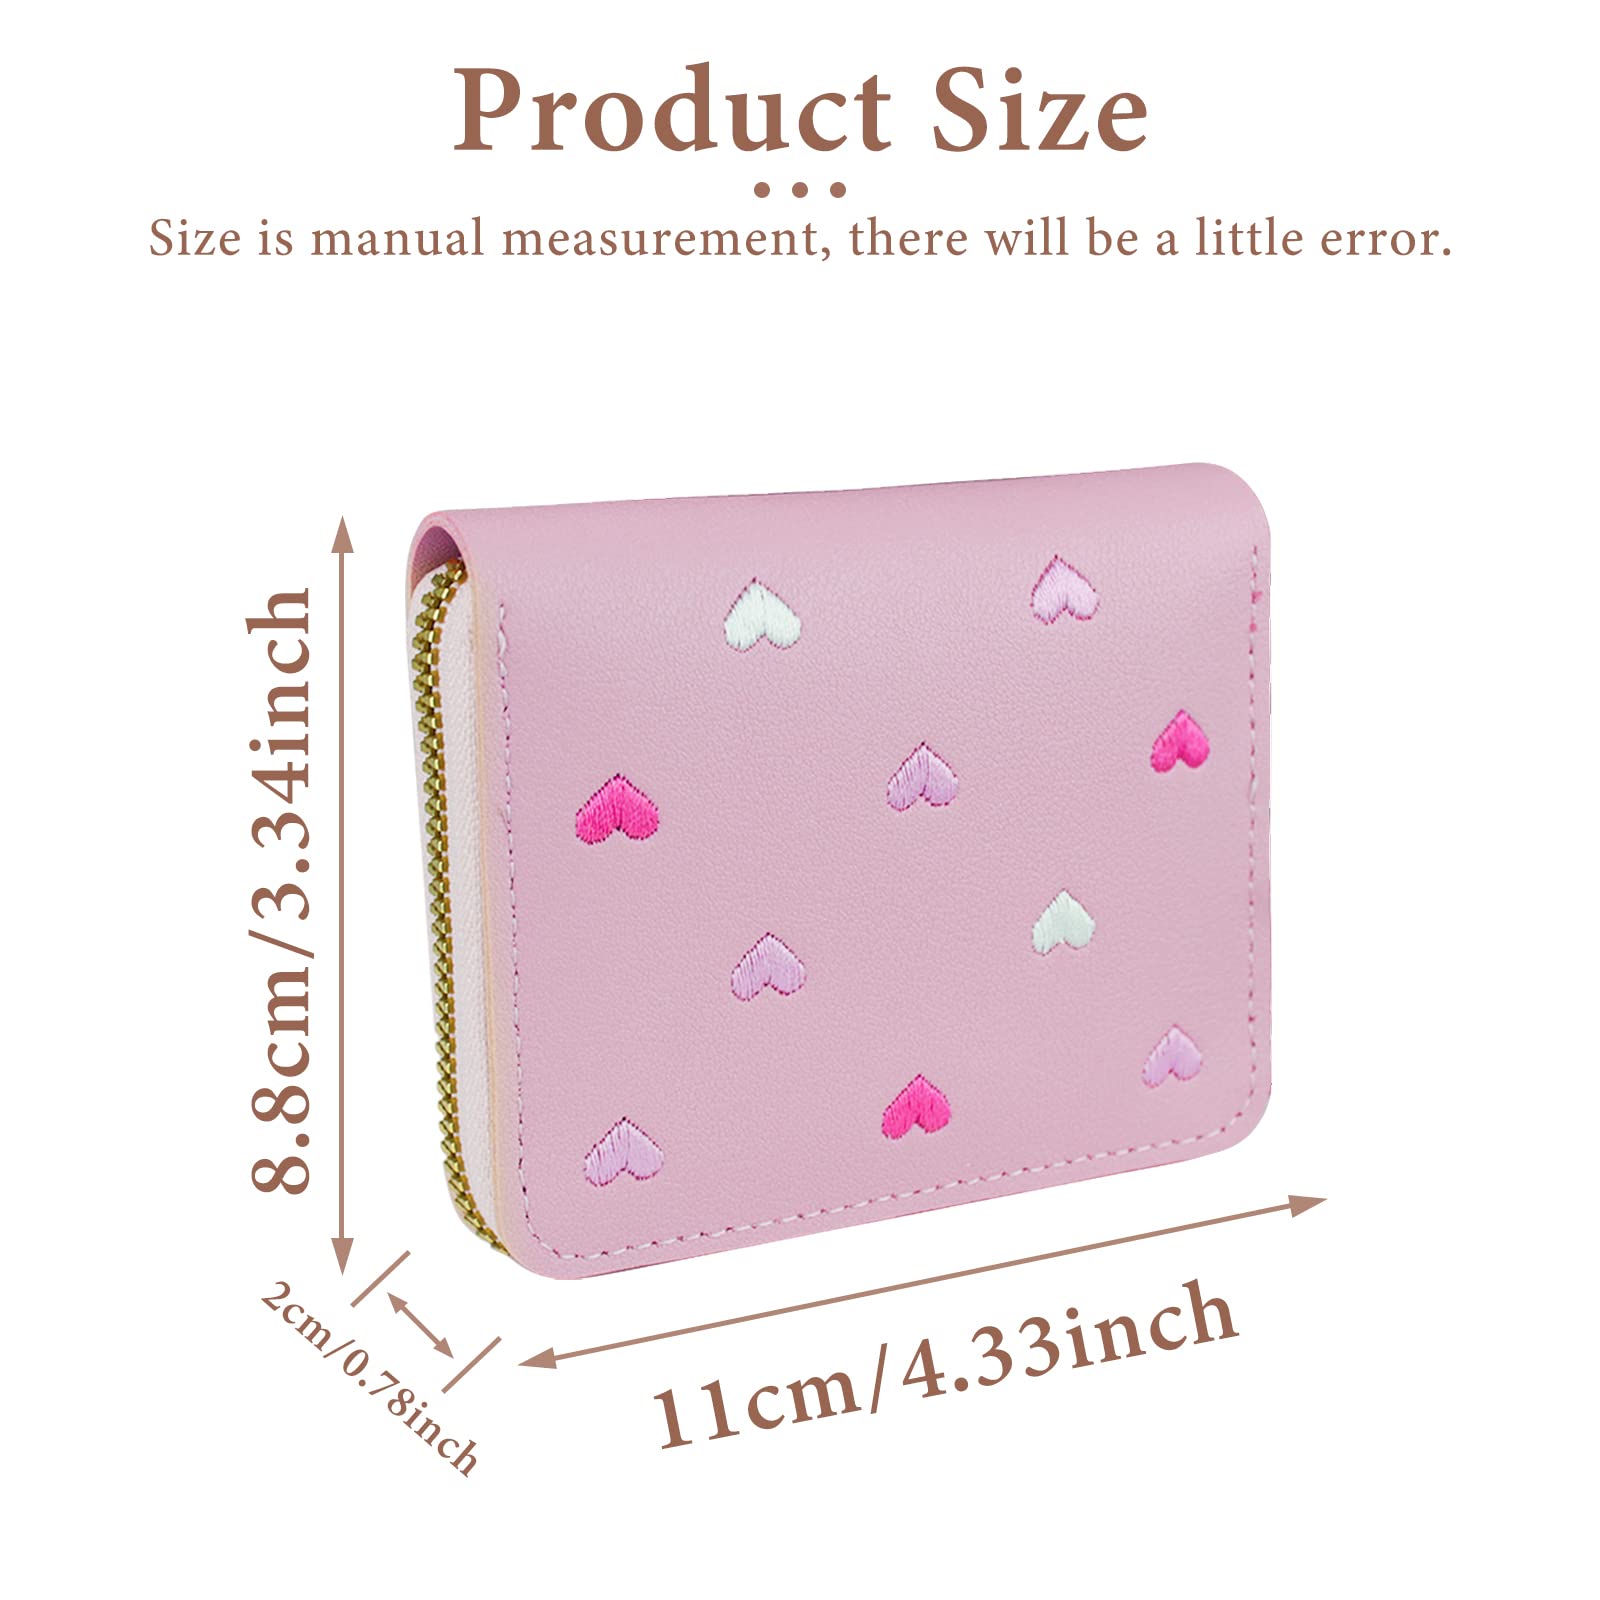 Product Size
Size is manual measurement, there will be a little error.
8.8cm/3.34inch
2cm/0.78inch
11cm/4.33inch